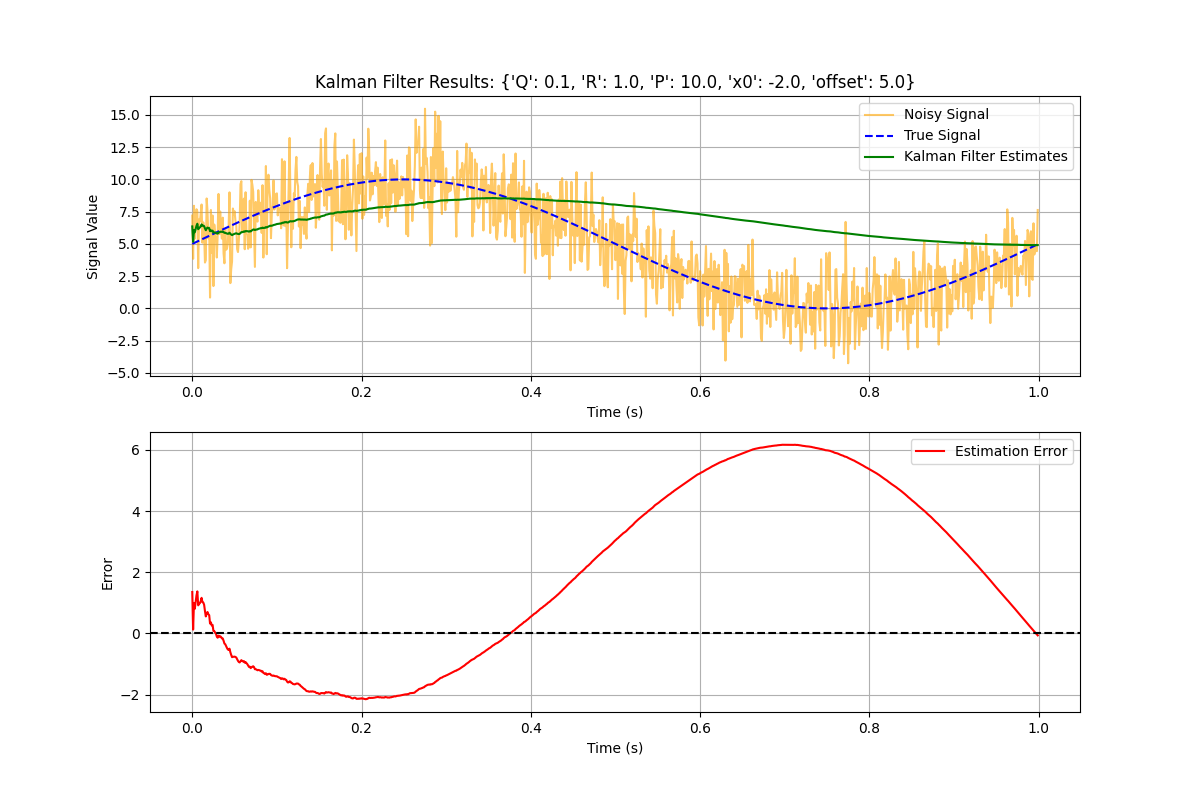 Kalman Filter Results: {'Q': 0.1, 'R': 1.0, 'P': 10.0, 'x0': -2.0, 'offset': 5.0}
Noisy Signal
True Signal
Kalman Filter Estimates
Signal Value
15.0
12.5
10.0
7.5
5.0
2.5
0.0
−2.5
−5.0
0.0 0.2 0.4 0.6 0.8 1.0
Time (s)
Estimation Error
Error
6
4
2
0
−2
0.0 0.2 0.4 0.6 0.8 1.0
Time (s)